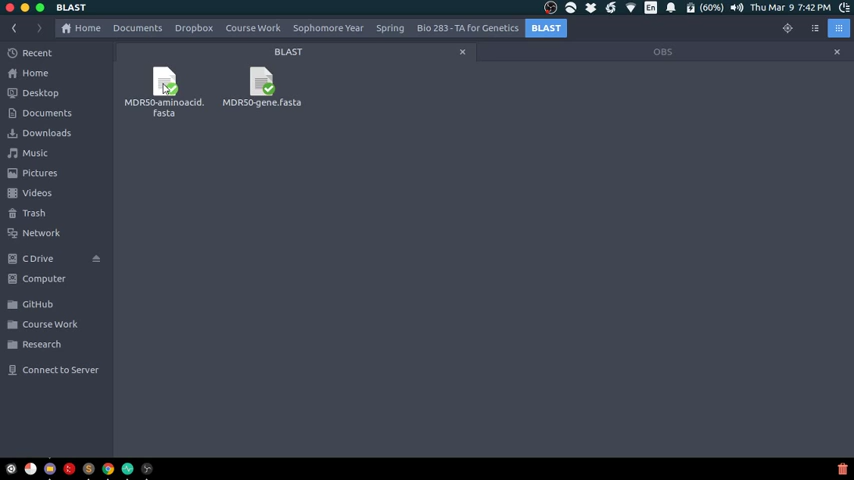 BLAST
En
(60%)
Thu Mar 9 7:42 PM
Home Documents Dropbox Course Work Sophomore Year Spring Bio 283 - TA for Genetics BLAST
BLAST
OBS
Recent
Home
Desktop
Documents
Downloads
Music
Pictures
Videos
Trash
Network
C Drive
Computer
GitHub
Course Work
Research
Connect to Server
MDR50-aminoacid.
fasta
MDR50-gene.fasta